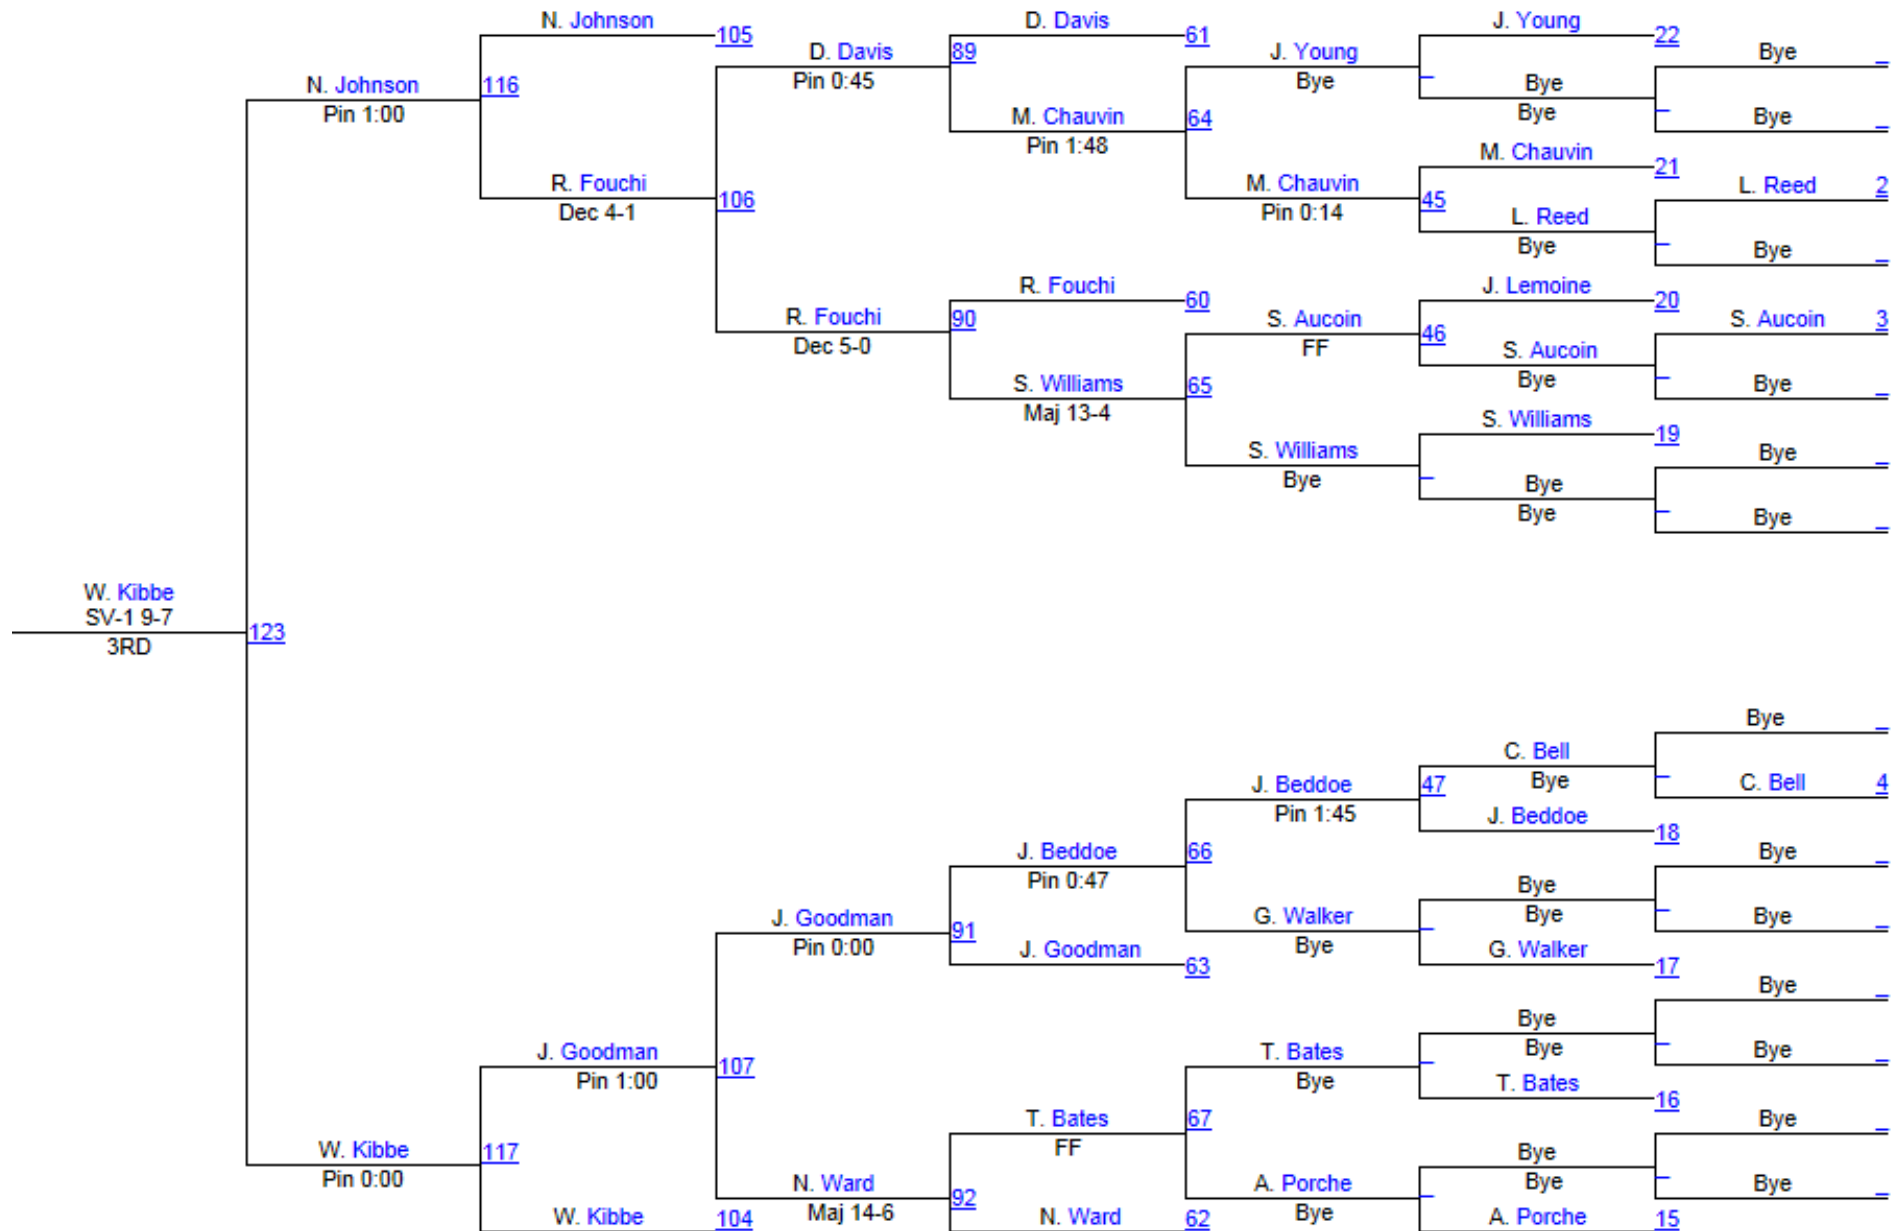 N. Johnson
105
D. Davis
61
J. Young
22
D. Davis
89
J. Young
Bye
Pin 0:45
Bye
Bye
N. Johnson
116
M. Chauvin
64
Bye
Bye
Pin 1:00
Pin 1:48
M. Chauvin
21
R. Fouchi
106
M. Chauvin
45
L. Reed
2
Dec 4-1
Pin 0:14
L. Reed
Bye
Bye
R. Fouchi
60
J. Lemoine
20
R. Fouchi
90
S. Aucoin
46
S. Aucoin
3
Dec 5-0
FF
S. Aucoin
Bye
S. Williams
65
Bye
Maj 13-4
S. Williams
19
S. Williams
Bye
Bye
Bye
Bye
Bye
W. Kibbe
SV-1 9-7
123
3RD
Bye
C. Bell
J. Beddoe
47
Bye
C. Bell
4
Pin 1:45
J. Beddoe
18
J. Beddoe
66
Bye
Pin 0:47
Bye
J. Goodman
91
G. Walker
Bye
Bye
Pin 0:00
J. Goodman
63
Bye
G. Walker
17
Bye
Bye
J. Goodman
107
T. Bates
Bye
Bye
Pin 1:00
Bye
T. Bates
16
T. Bates
67
Bye
W. Kibbe
117
FF
Bye
Pin 0:00
N. Ward
92
A. Porche
Bye
Bye
W. Kibbe
104
Maj 14-6
N. Ward
62
Bye
A. Porche
15